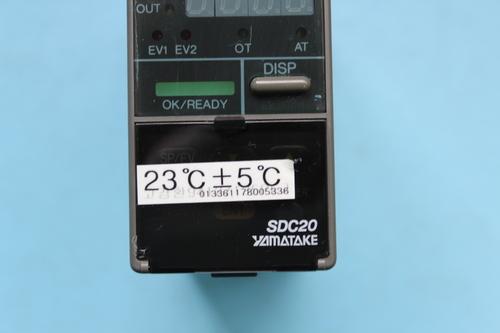 OUT
EV1 EV2 OT AT
DISP
OK/READY
23℃±5℃
013361178005336
SDC20
YAMATAKE